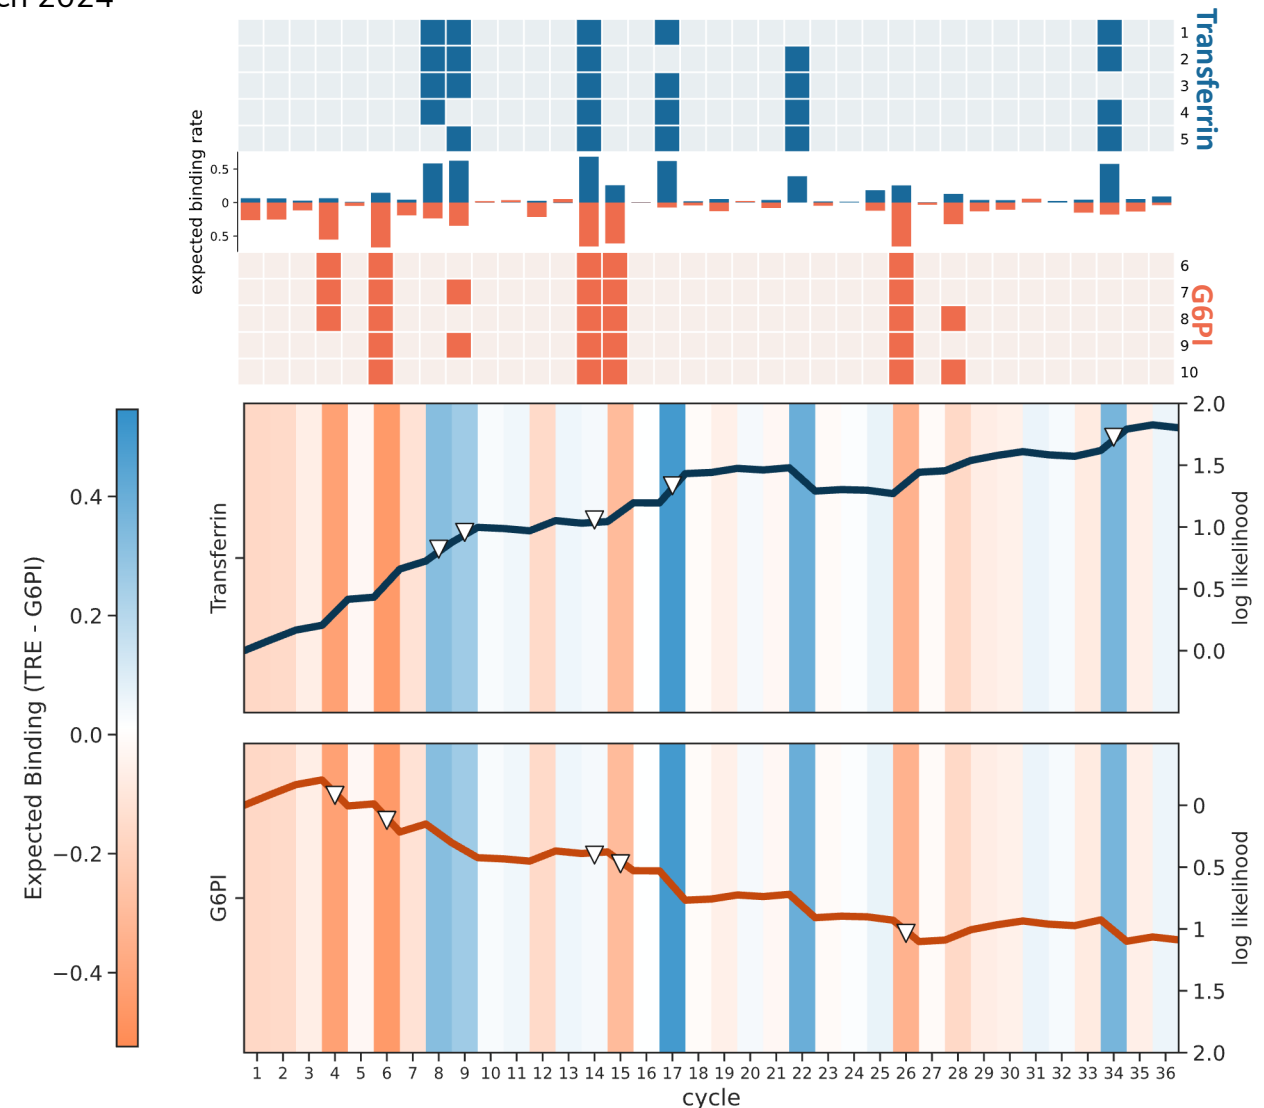 ch 2024
Transferrin
1
2
3
4
5
expected binding rate
0.5
0
0.5
6
7
8
9
10
G6PI
Expected Binding (TRE - G6PI)
0.4
0.2
0.0
−0.2
−0.4
Transferrin
2.0
1.5
1.0
0.5
0.0
log likelihood
G6PI
0
0.5
1
1.5
2.0
log likelihood
1 2 3 4 5 6 7 8 9 10 11 12 13 14 15 16 17 18 19 20 21 22 23 24 25 26 27 28 29 30 31 32 33 34 35 36
cycle